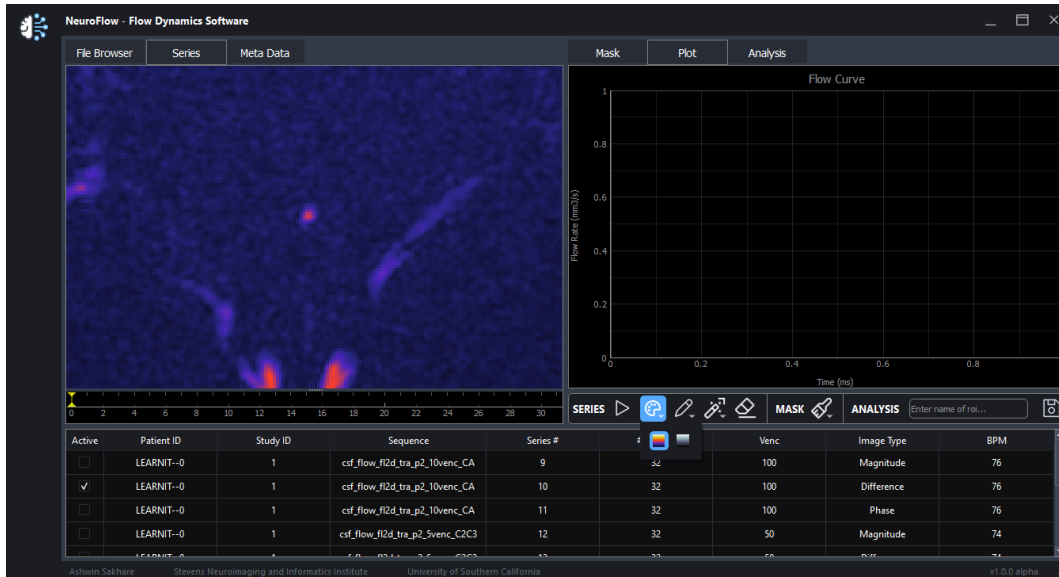 NeuroFlow - Flow Dynamics Software
File Browser Series Meta Data
Mask Plot Analysis
Flow Curve
1
0.8
0.6
0.4
0.2
0
Flow Rate (mm3/s)
0.2 0.4 0.6 0.8
Time (ms)
0 2 4 6 8 10 12 14 16 18 20 22 24 26 28 30
SERIES MASK ANALYSIS Enter name of roi...
Active Patient ID Study ID Sequence Series # # Venc Image Type BPM
LEARNIT--0 1 csf_flow_fl2d_tra_p2_10venc_CA 9 32 100 Magnitude 76
LEARNIT--0 1 csf_flow_fl2d_tra_p2_10venc_CA 10 32 100 Difference 76
LEARNIT--0 1 csf_flow_fl2d_tra_p2_10venc_CA 11 32 100 Phase 76
LEARNIT--0 1 csf_flow_fl2d_tra_p2_5venc_C2C3 12 32 50 Magnitude 74
Ashwin Sakhare Stevens Neuroimaging and Informatics Institute University of Southern California v1.0.0 alpha